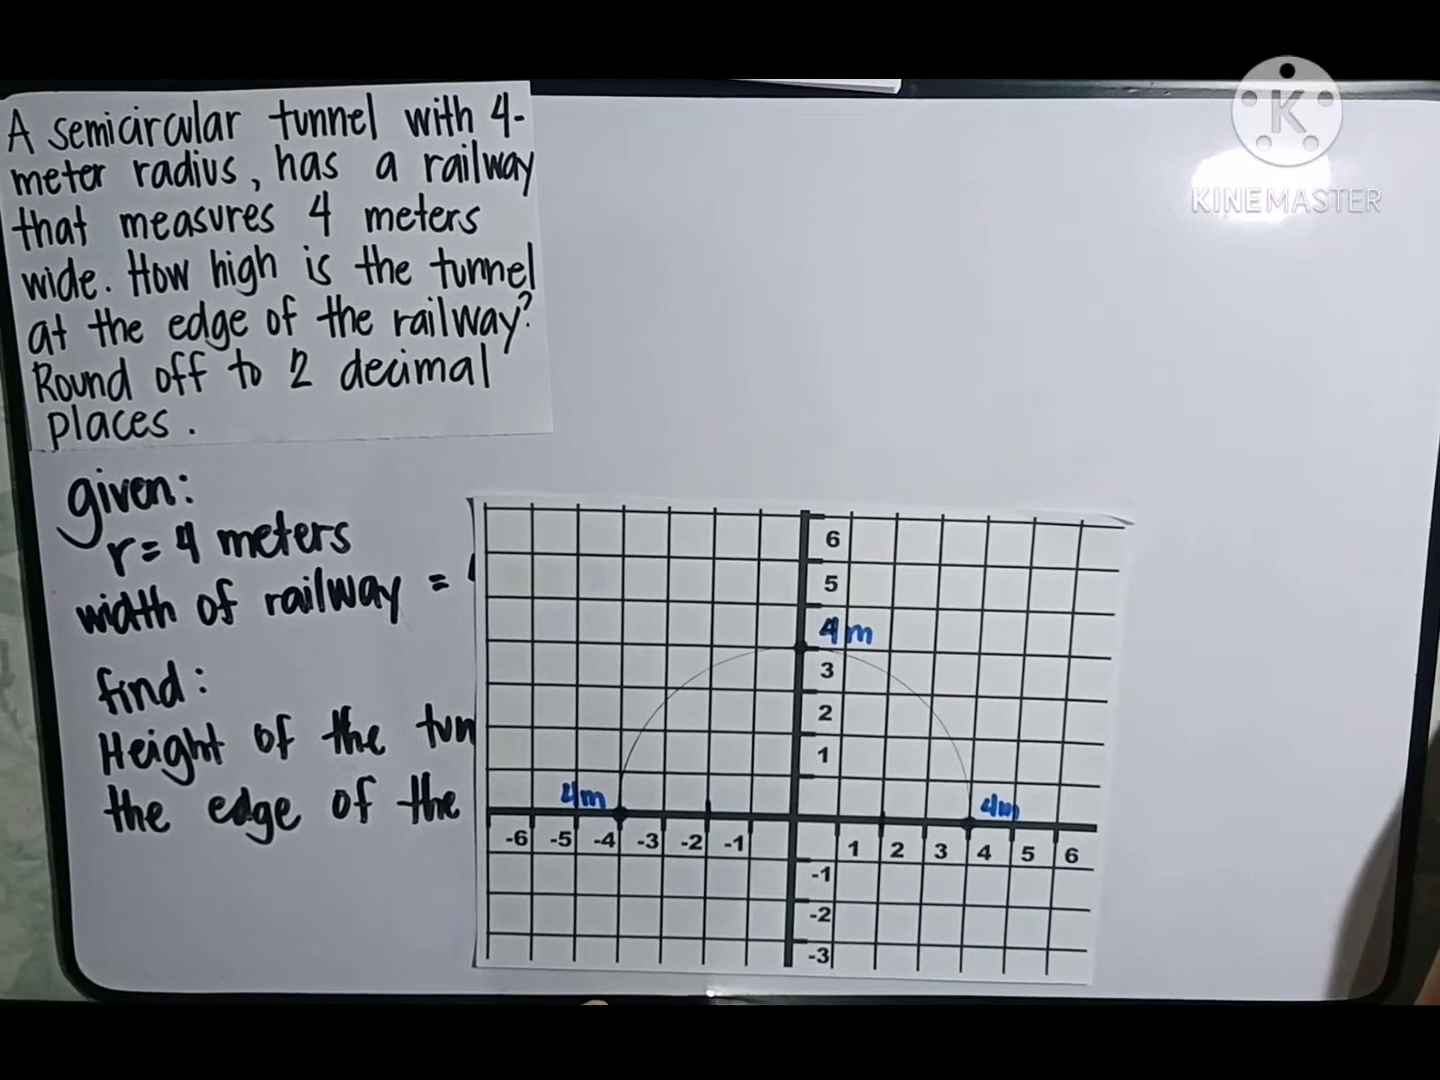 A semicircular tunnel with 4-
meter radius, has a railway
that measures 4 meters
wide. How high is the tunnel
at the edge of the railway?
Round off to 2 decimal
places.
given:
r = 4 meters
width of railway =
find:
Height of the tun
the edge of the
K
KINEMASTER
6
5
4m
3
2
1
4m
4m
-6 -5 -4 -3 -2 -1 1 2 3 4 5 6
-1
-2
-3